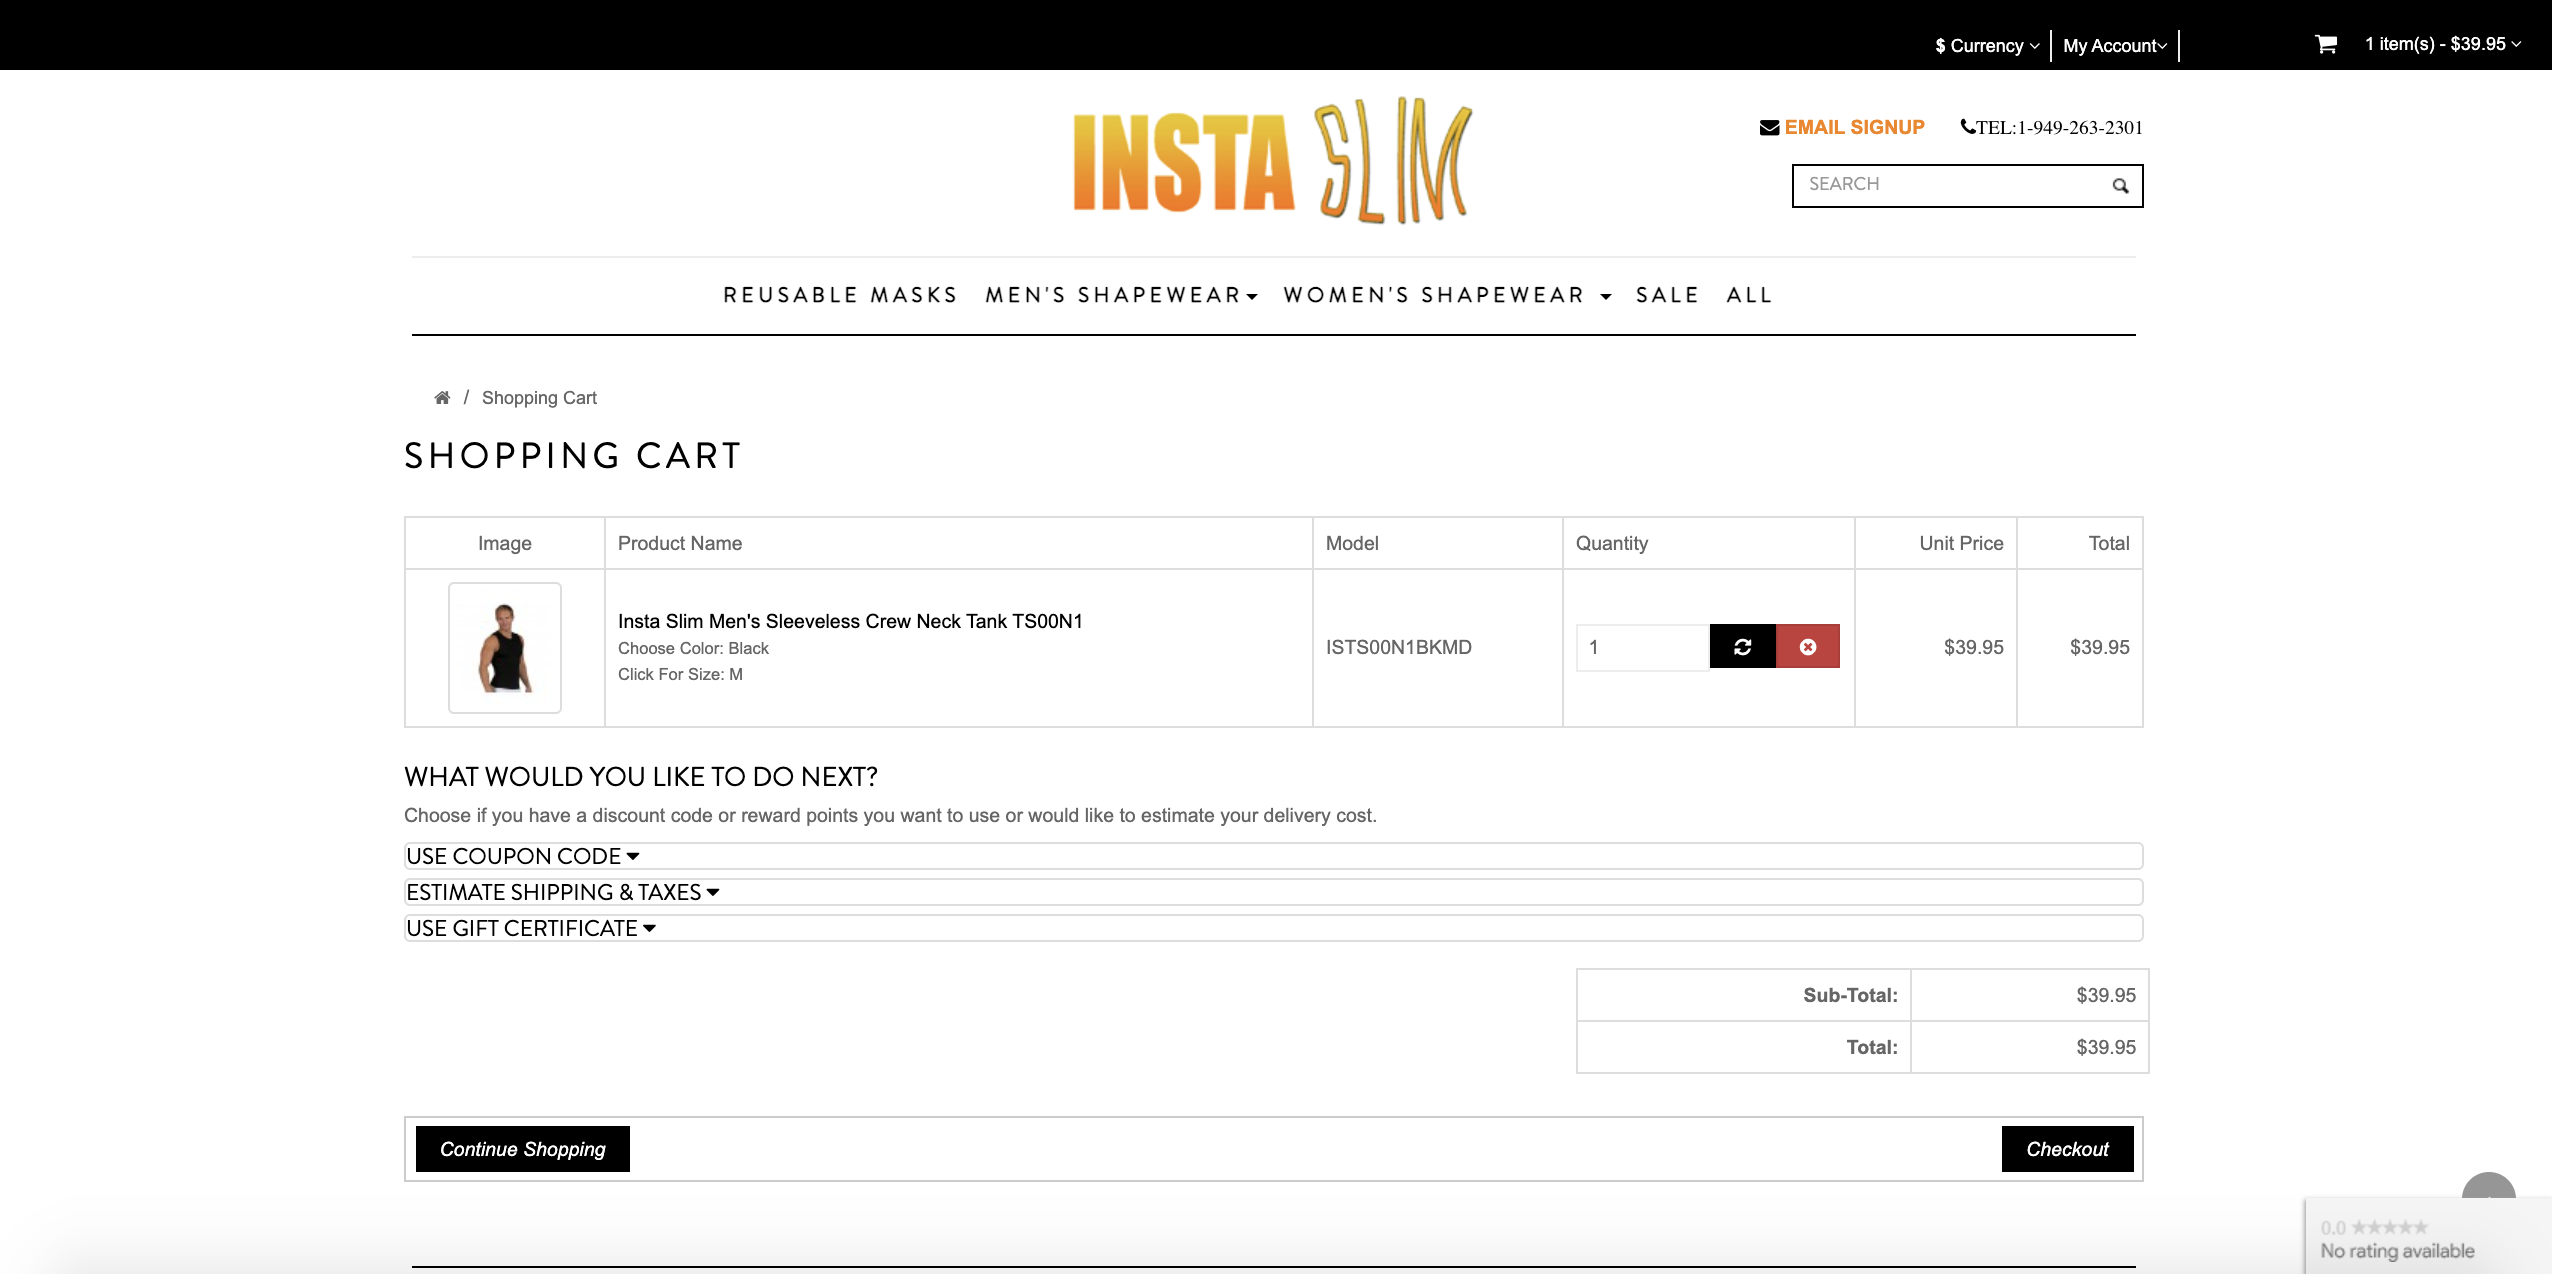 $ Currency
My Account
1 item(s) - $39.95
INSTA SLIM
EMAIL SIGNUP
TEL:1-949-263-2301
SEARCH
REUSABLE MASKS MEN'S SHAPEWEAR WOMEN'S SHAPEWEAR SALE ALL
/ Shopping Cart
SHOPPING CART
Image Product Name Model Quantity Unit Price Total
Insta Slim Men's Sleeveless Crew Neck Tank TS00N1
Choose Color: Black
Click For Size: M
ISTS00N1BKMD 1 $39.95 $39.95
WHAT WOULD YOU LIKE TO DO NEXT?
Choose if you have a discount code or reward points you want to use or would like to estimate your delivery cost.
USE COUPON CODE
ESTIMATE SHIPPING & TAXES
USE GIFT CERTIFICATE
Sub-Total: $39.95
Total: $39.95
Continue Shopping Checkout
0.0 ★★★★★
No rating available